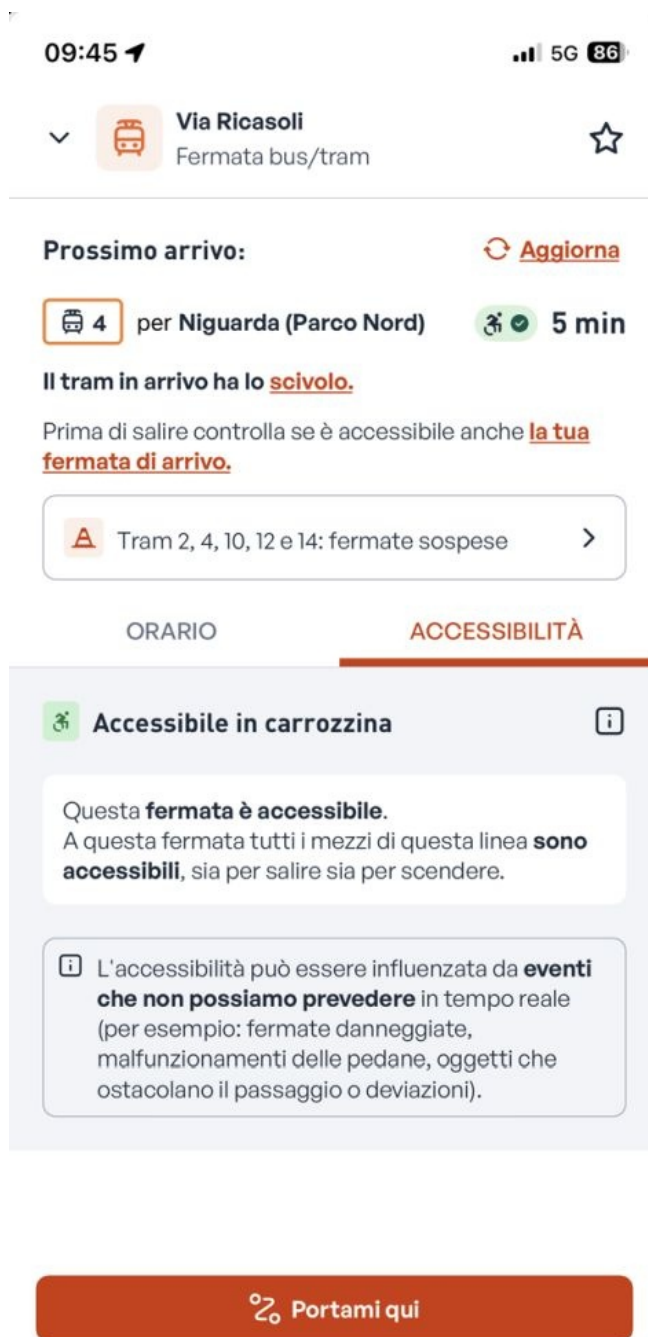 09:45
5G 86
Via Ricasoli
Fermata bus/tram
Prossimo arrivo:
Aggiorna
4 per Niguarda (Parco Nord) 5 min
Il tram in arrivo ha lo scivolo.
Prima di salire controlla se è accessibile anche la tua
fermata di arrivo.
Tram 2, 4, 10, 12 e 14: fermate sospese
ORARIO
ACCESSIBILITÀ
Accessibile in carrozzina
Questa fermata è accessibile.
A questa fermata tutti i mezzi di questa linea sono
accessibili, sia per salire sia per scendere.
L'accessibilità può essere influenzata da eventi
che non possiamo prevedere in tempo reale
(per esempio: fermate danneggiate,
malfunzionamenti delle pedane, oggetti che
ostacolano il passaggio o deviazioni).
Portami qui